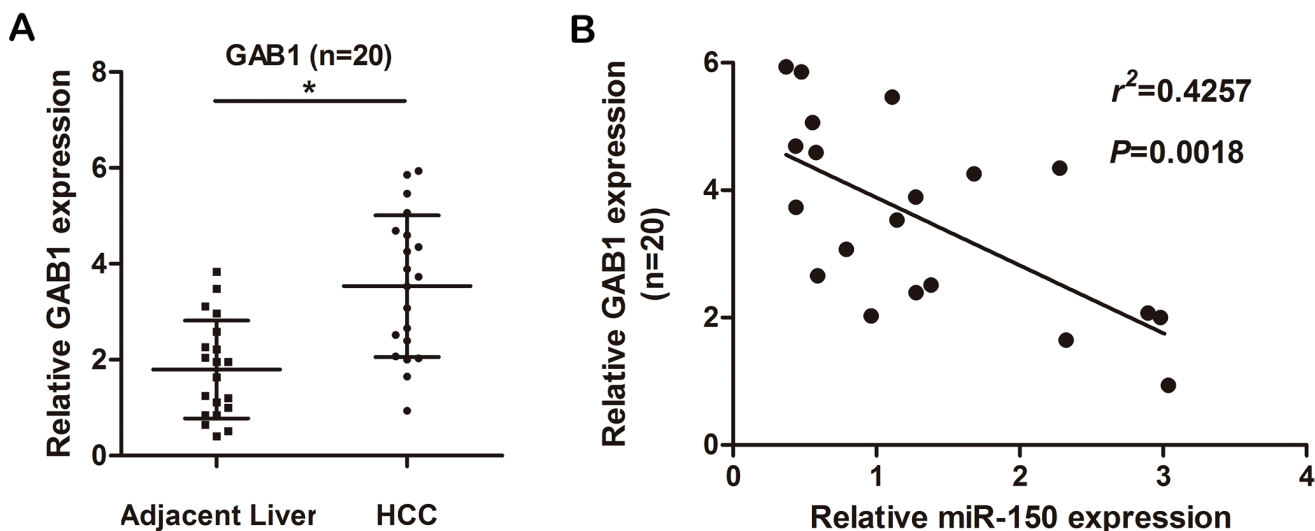 A
GAB1 (n=20)
*
Relative GAB1 expression
8
6
4
2
0
Adjacent Liver
HCC
B
Relative GAB1 expression
(n=20)
6
4
2
0
r²=0.4257
P=0.0018
0
1
2
3
4
Relative miR-150 expression